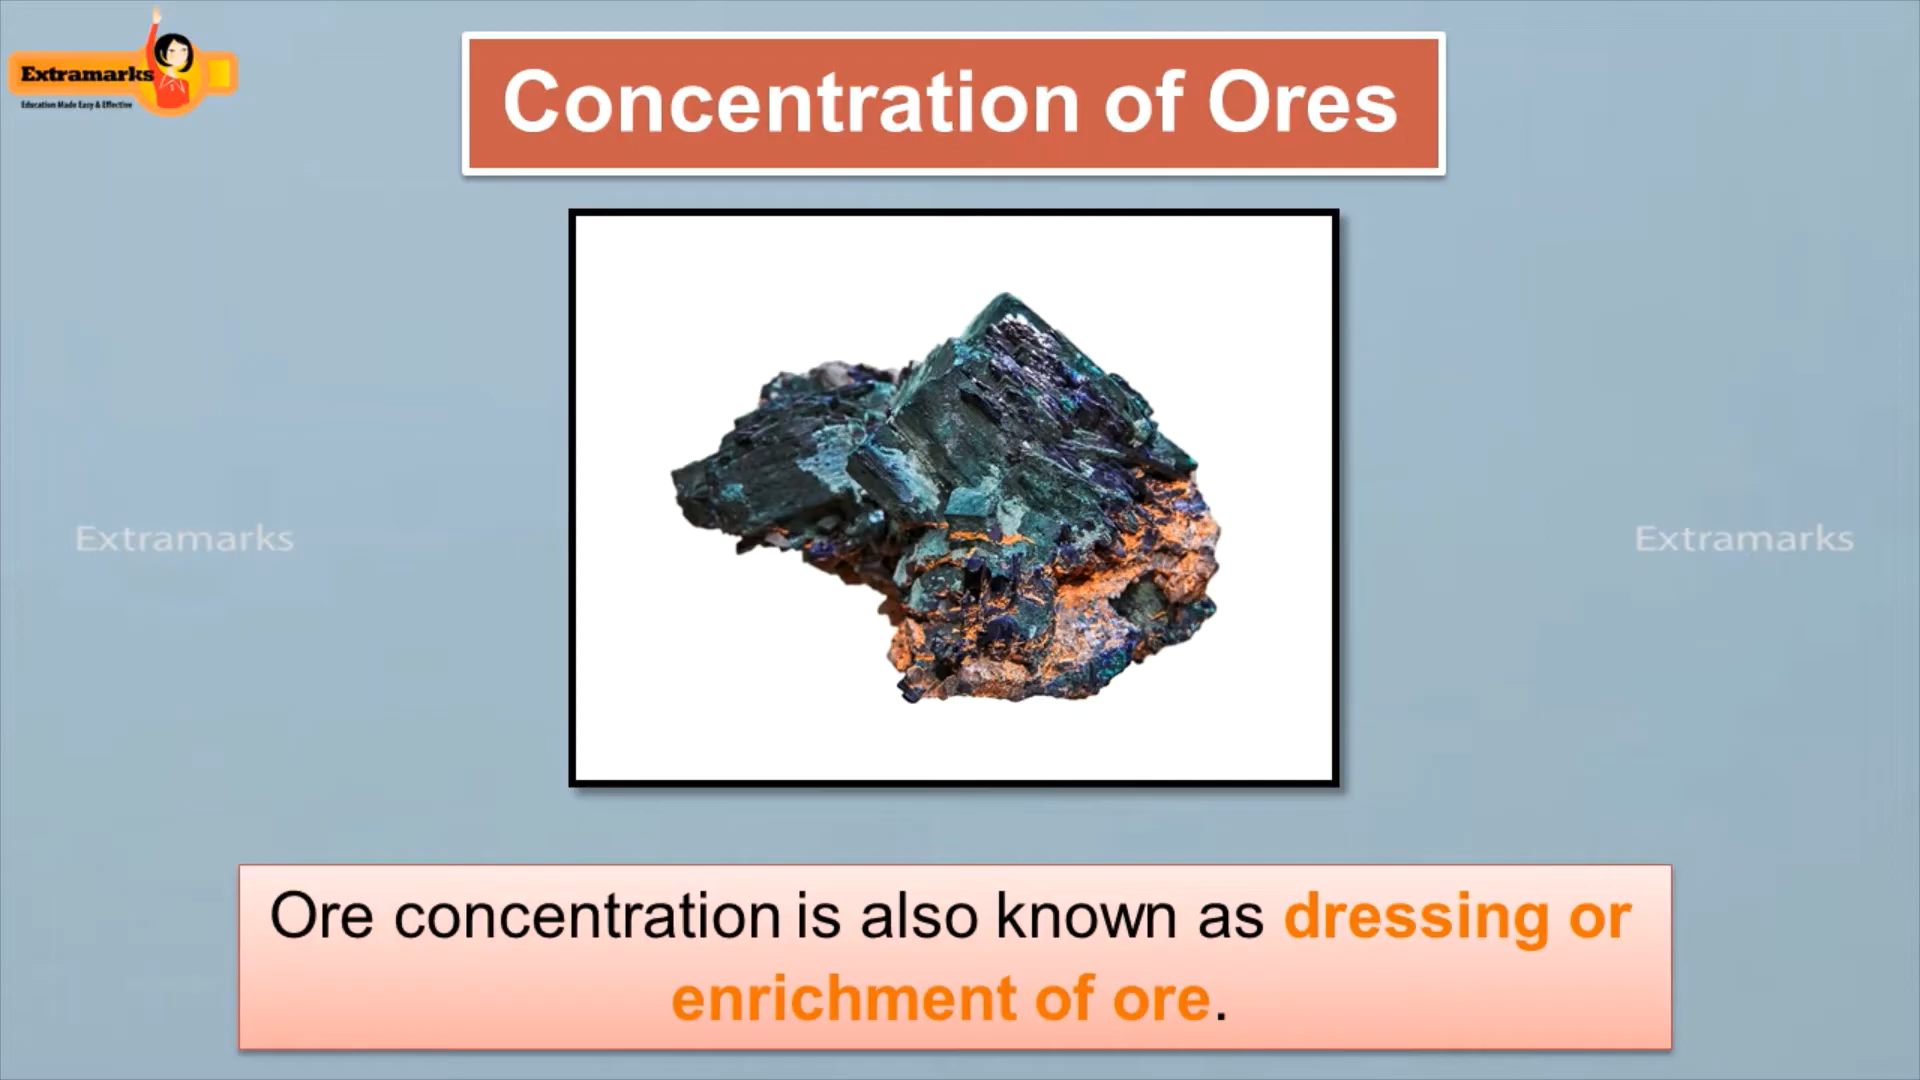 Extramarks
Education Made Easy & Effective
Concentration of Ores
Extramarks
Extramarks
Ore concentration is also known as dressing or
enrichment of ore.